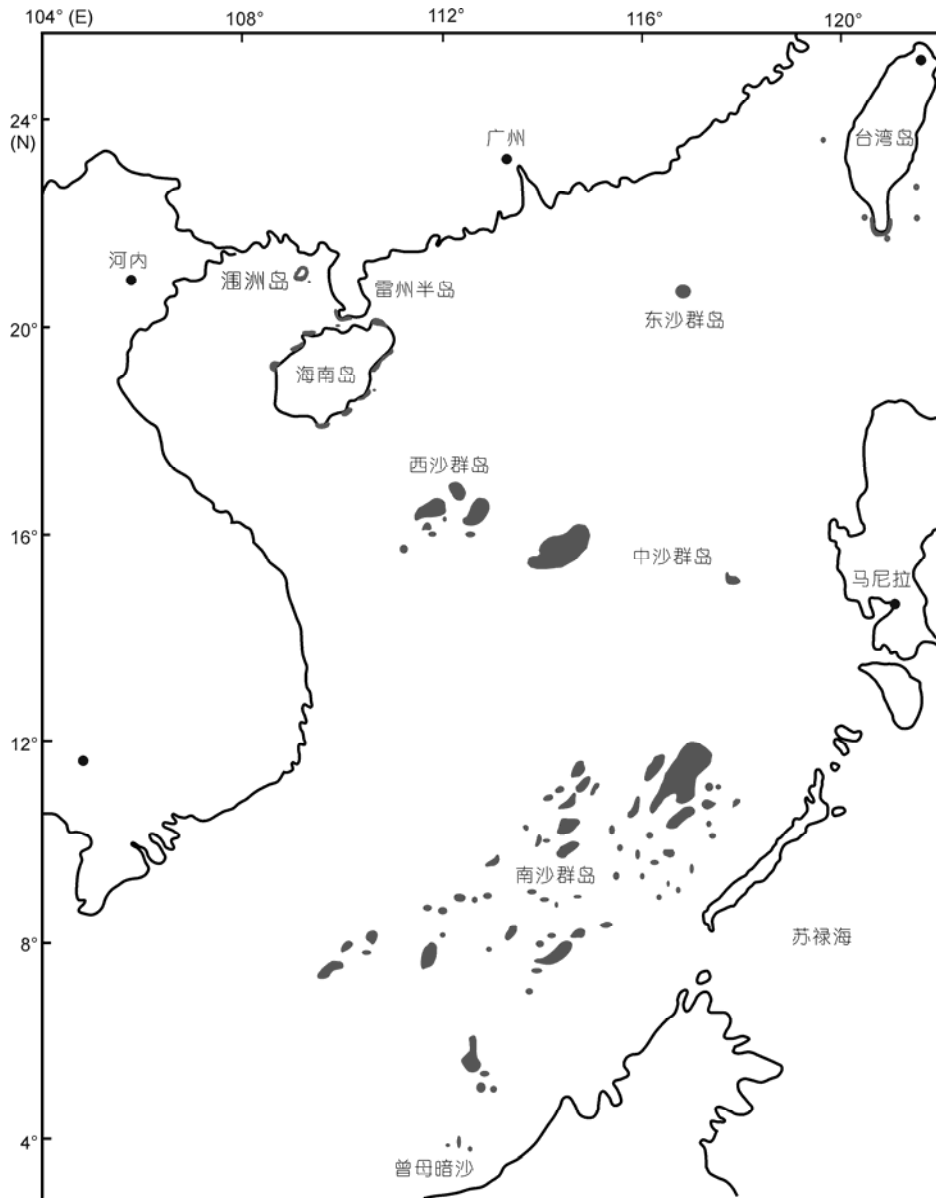 104° (E)
108°
112°
116°
120°
24°
(N)
广州
台湾岛
河内
涠洲岛
雷州半岛
东沙群岛
20°
海南岛
西沙群岛
16°
中沙群岛
马尼拉
12°
南沙群岛
苏禄海
8°
4°
曾母暗沙